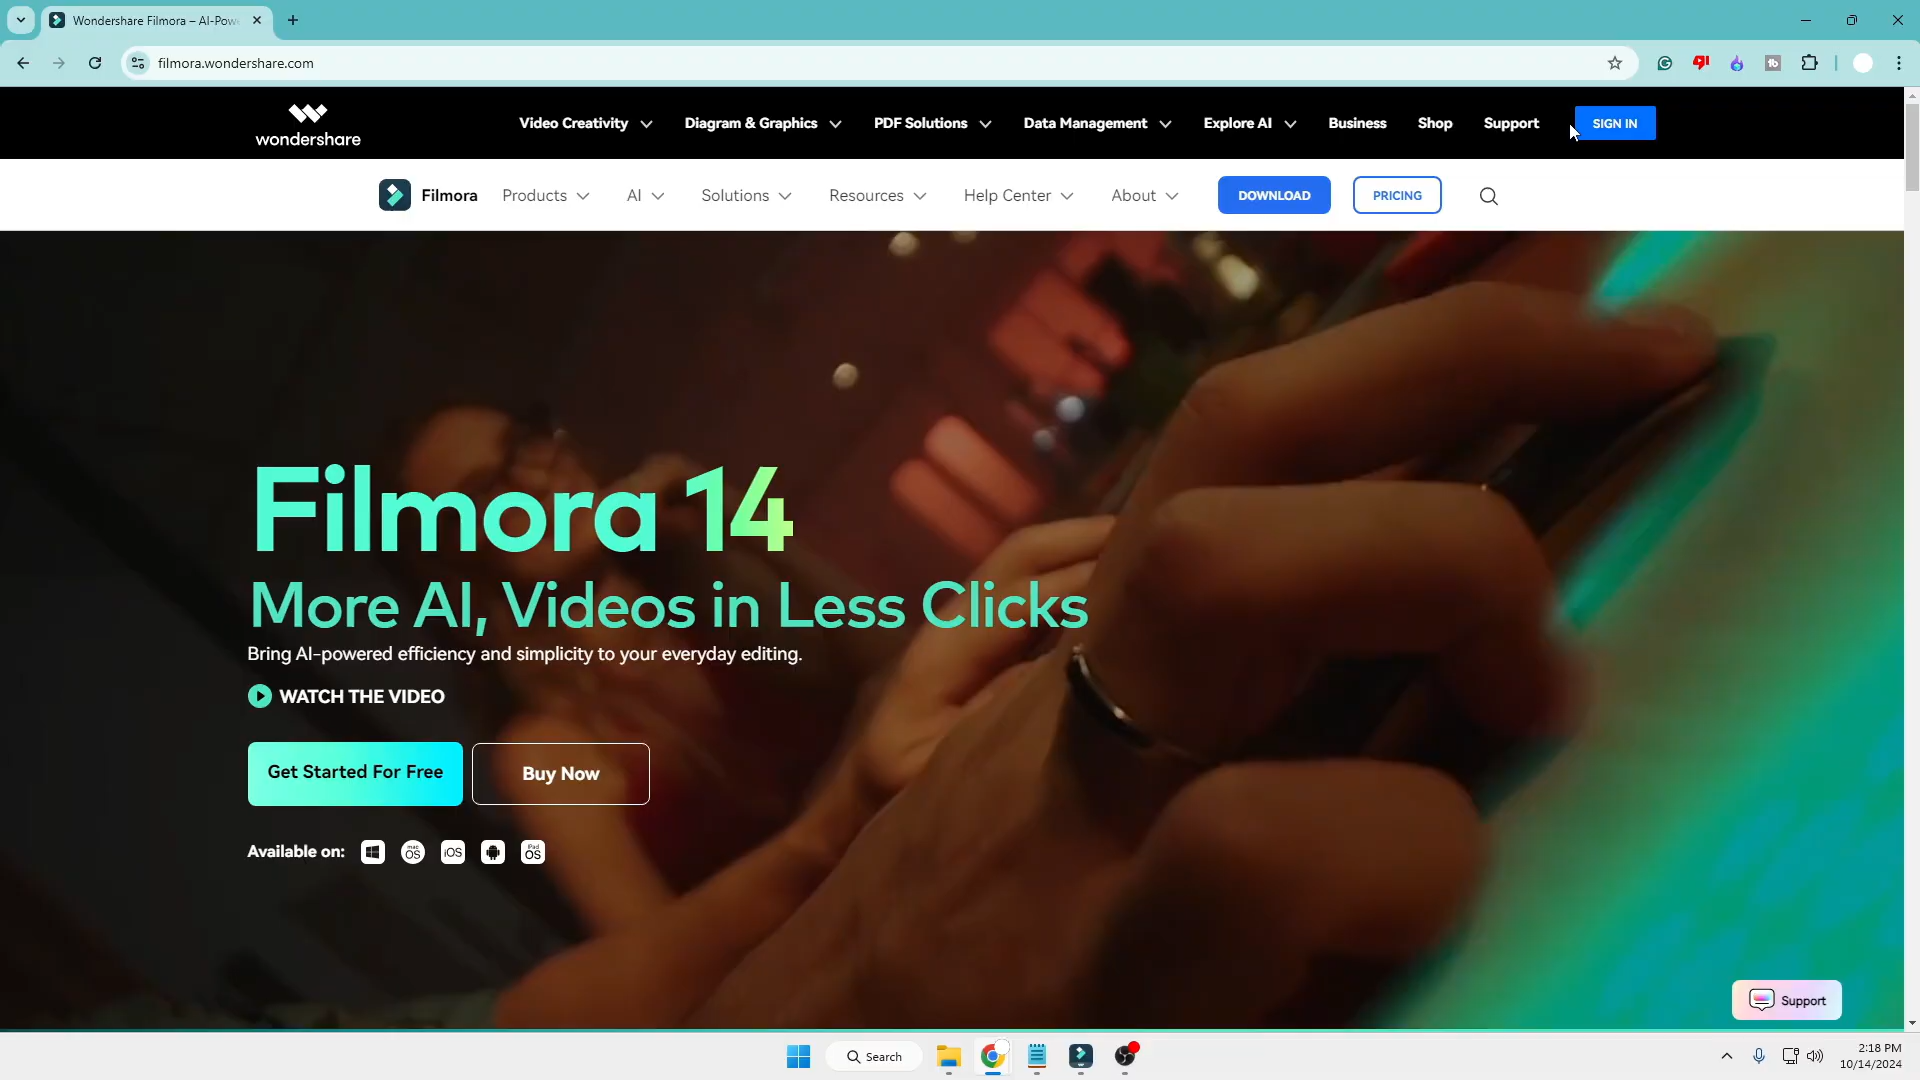 Wondershare Filmora – AI-Pow
filmora.wondershare.com
wondershare
Video Creativity
Diagram & Graphics
PDF Solutions
Data Management
Explore AI
Business
Shop
Support
SIGN IN
Filmora
Products
AI
Solutions
Resources
Help Center
About
DOWNLOAD
PRICING
Filmora 14
More AI, Videos in Less Clicks
Bring AI-powered efficiency and simplicity to your everyday editing.
WATCH THE VIDEO
Get Started For Free
Buy Now
Available on:
mac OS
iOS
iPad OS
Support
Search
2:18 PM
10/14/2024